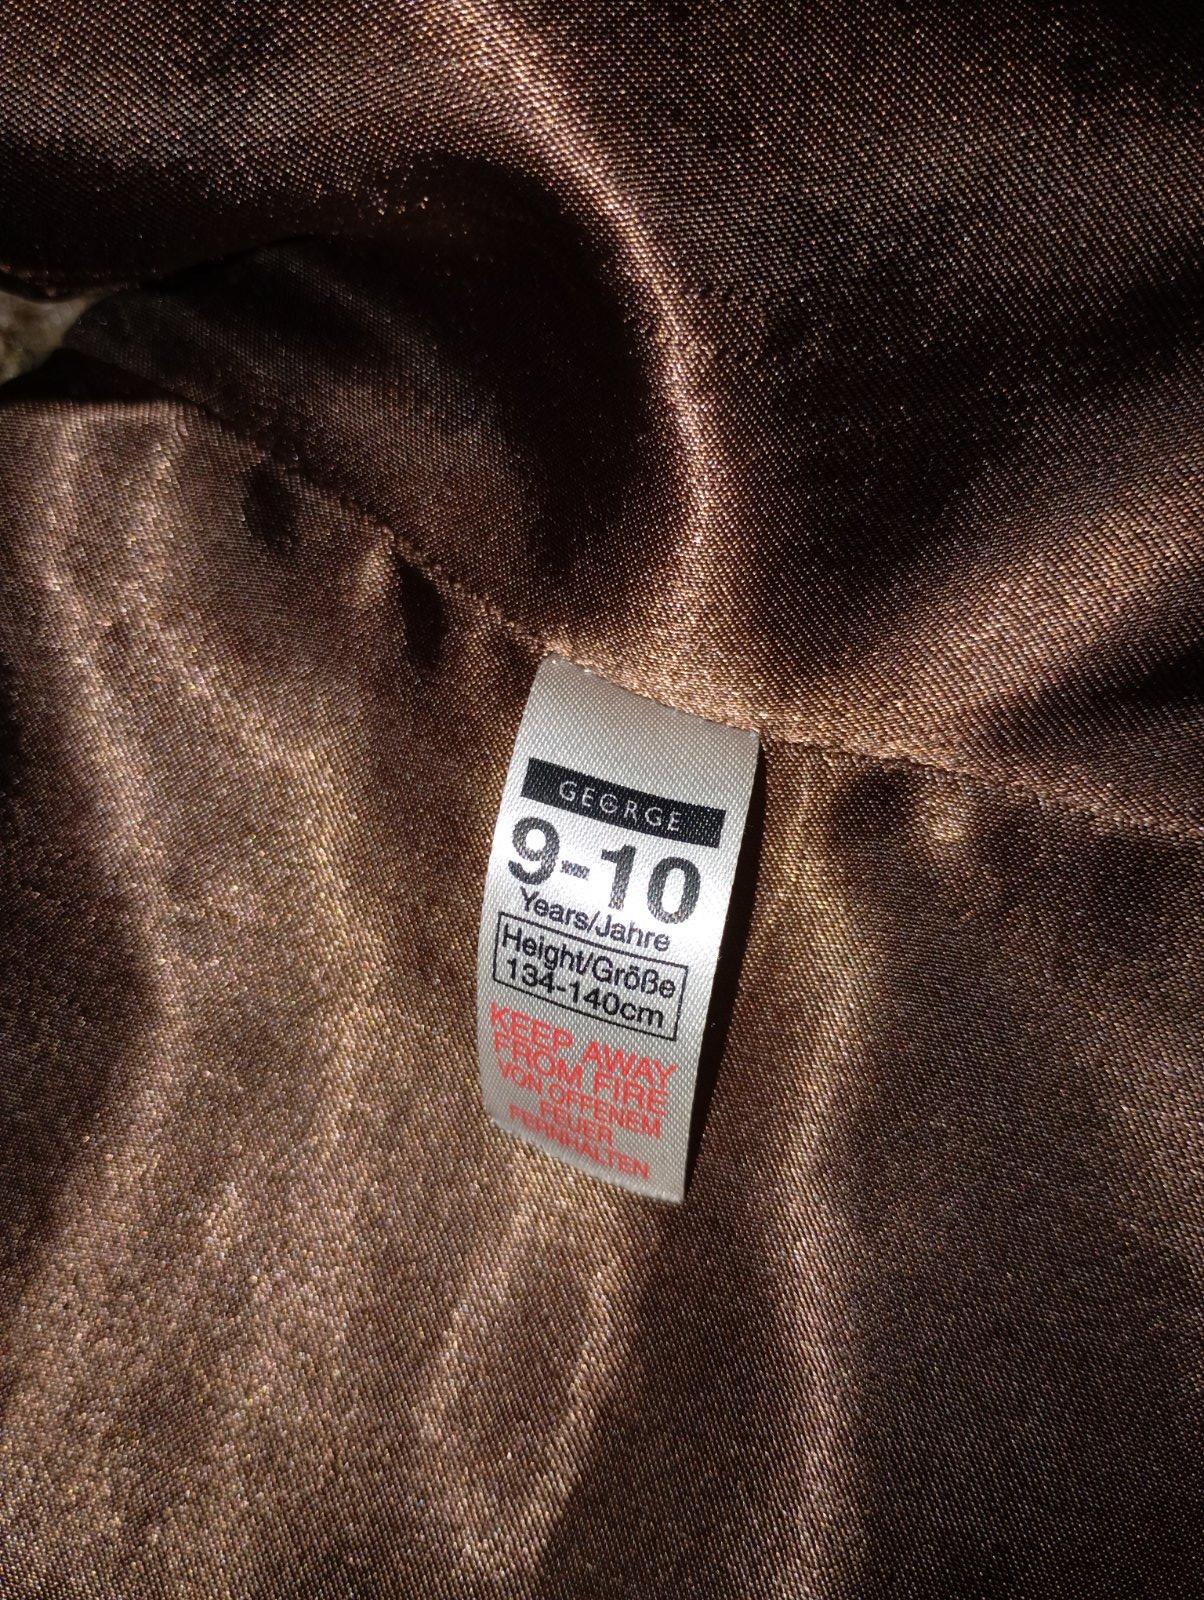 GEORGE
9-10
Years/Jahre
Height/Größe
134-140cm
KEEP AWAY
FROM FIRE
VON OFFENEM
FEUER
FERNHALTEN